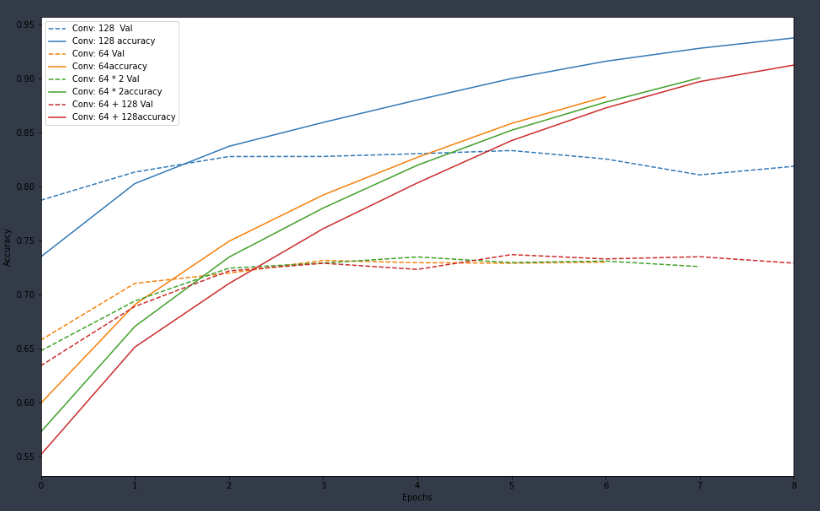 0.95
0.90
0.85
0.80
0.75
0.70
0.65
0.60
0.55
Accuracy
Conv: 128  Val
Conv: 128 accuracy
Conv: 64 Val
Conv: 64accuracy
Conv: 64 * 2 Val
Conv: 64 * 2accuracy
Conv: 64 + 128 Val
Conv: 64 + 128accuracy
0 1 2 3 4 5 6 7 8
Epochs